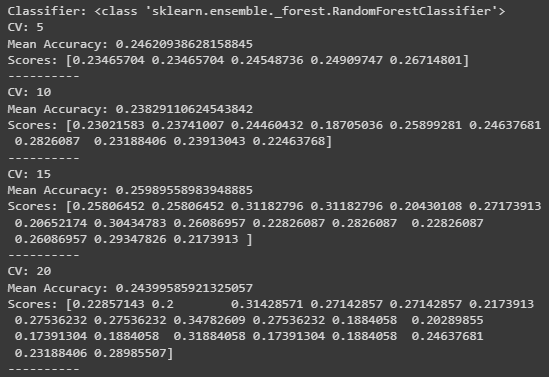 Classifier: <class 'sklearn.ensemble._forest.RandomForestClassifier'>
CV: 5
Mean Accuracy: 0.24620938628158845
Scores: [0.23465704 0.23465704 0.24548736 0.24909747 0.26714801]
----------
CV: 10
Mean Accuracy: 0.23829110624543842
Scores: [0.23021583 0.23741007 0.24460432 0.18705036 0.25899281 0.24637681
 0.2826087  0.23188406 0.23913043 0.22463768]
----------
CV: 15
Mean Accuracy: 0.25989558983948885
Scores: [0.25806452 0.25806452 0.31182796 0.31182796 0.20430108 0.27173913
 0.20652174 0.30434783 0.26086957 0.22826087 0.2826087  0.22826087
 0.26086957 0.29347826 0.2173913 ]
----------
CV: 20
Mean Accuracy: 0.24399585921325057
Scores: [0.22857143 0.2        0.31428571 0.27142857 0.27142857 0.2173913
 0.27536232 0.27536232 0.34782609 0.27536232 0.1884058  0.20289855
 0.17391304 0.1884058  0.31884058 0.17391304 0.1884058  0.24637681
 0.23188406 0.28985507]
----------